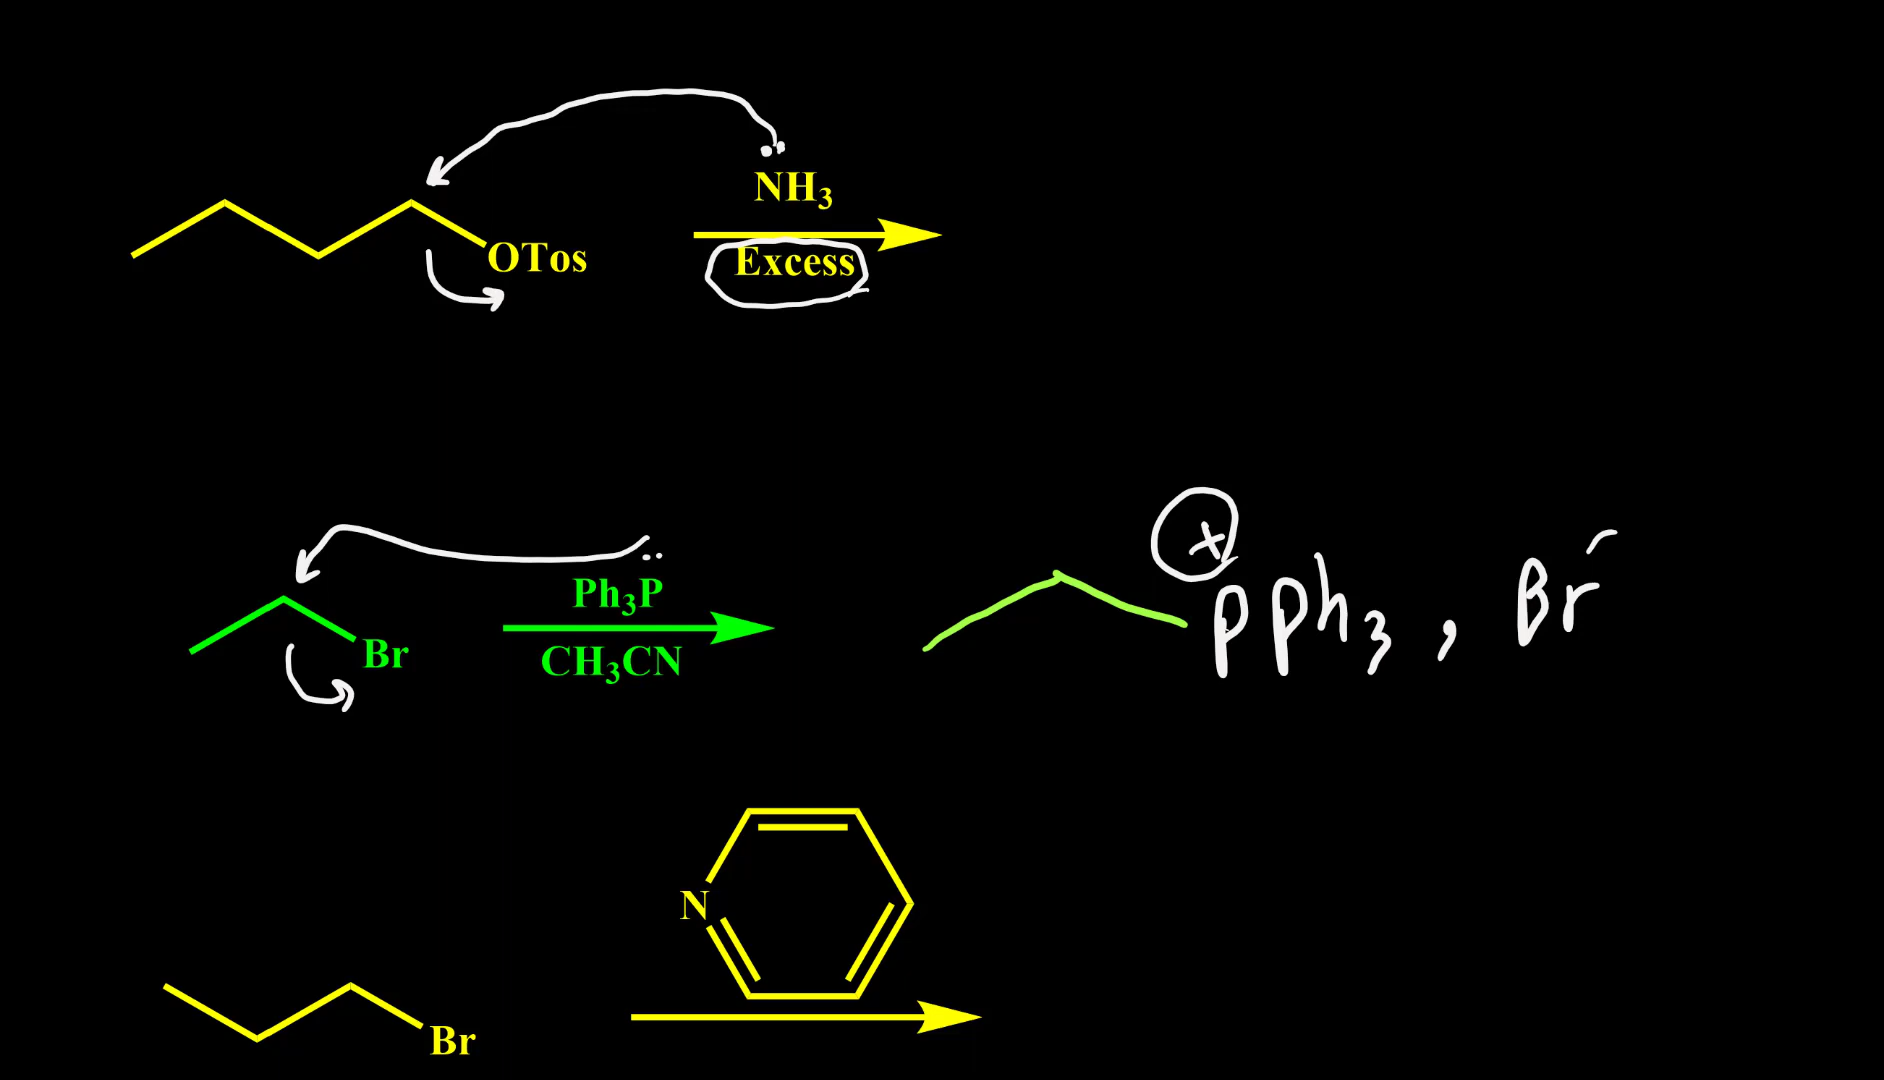 NH₃
OTos
Excess
Ph₃P
Br
CH₃CN
+
PPh₃, Br⁻
N
Br